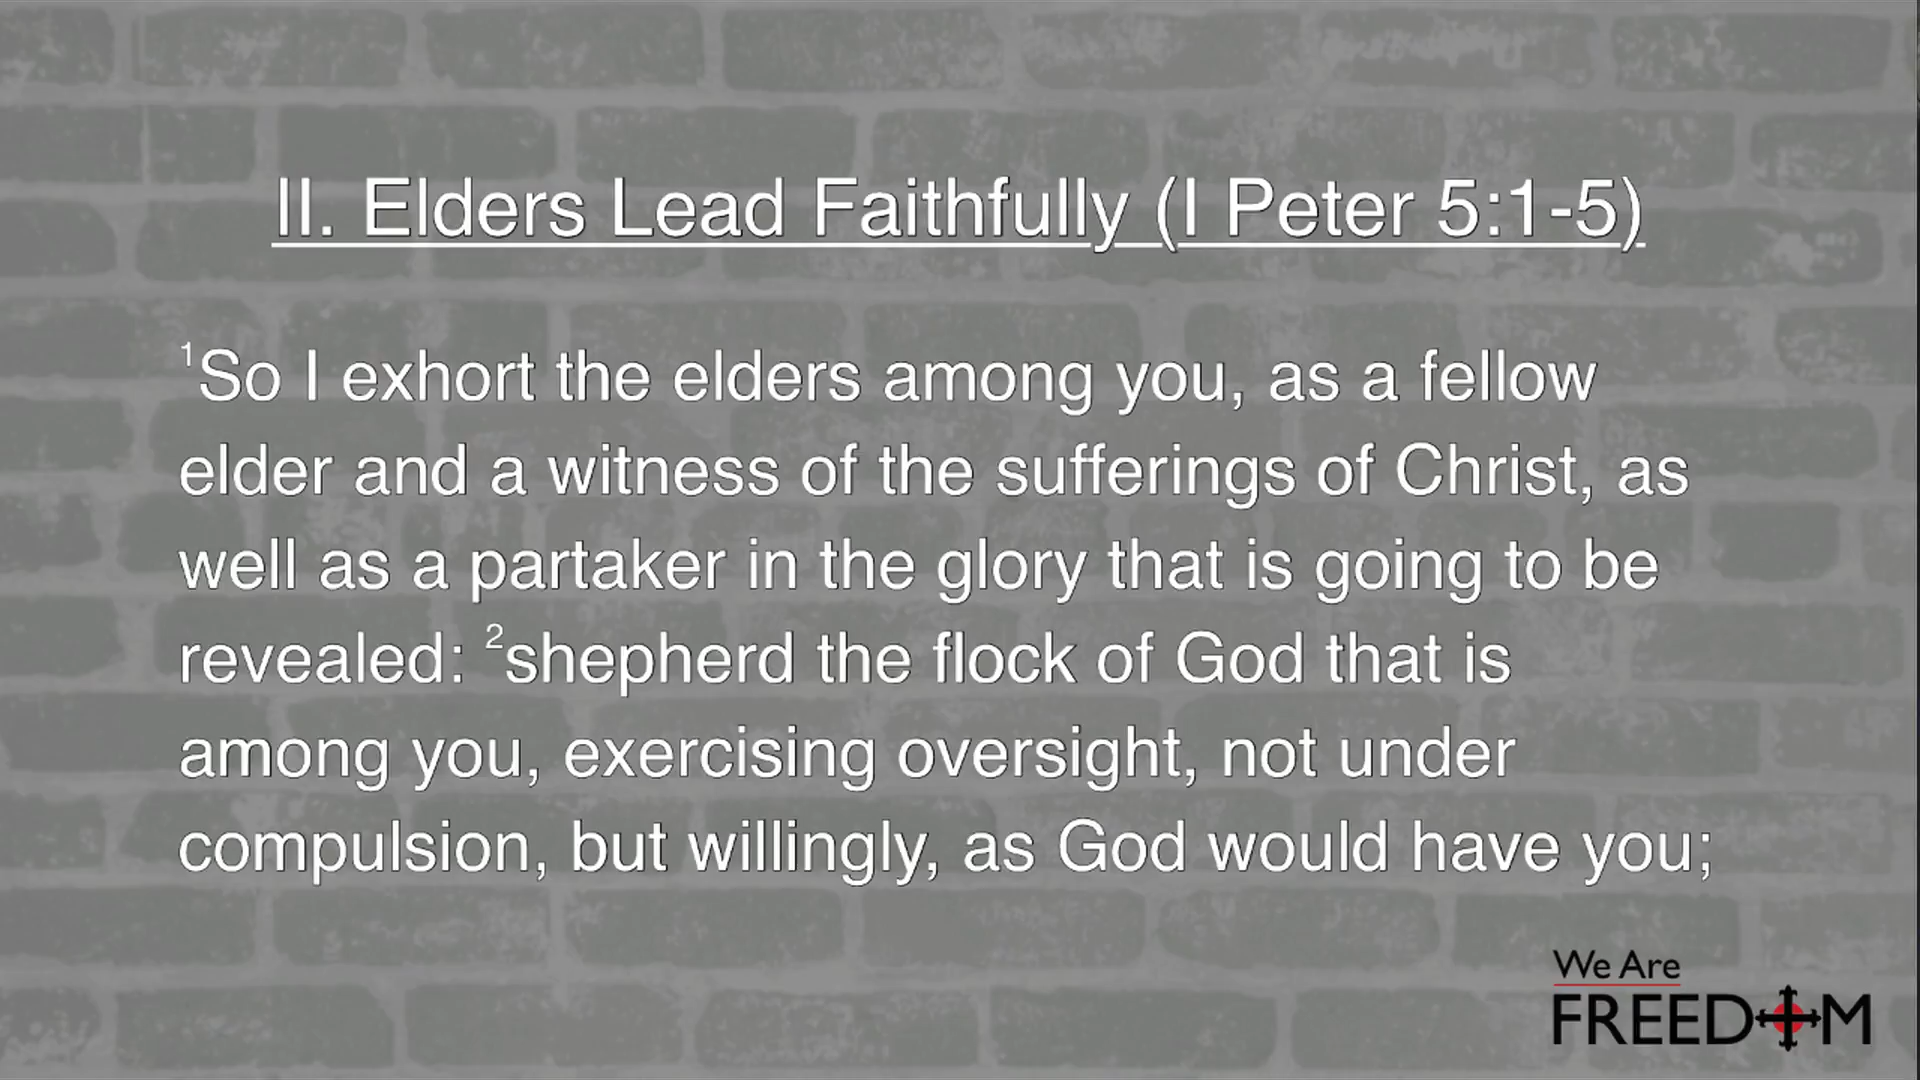 II. Elders Lead Faithfully (I Peter 5:1-5)
¹So I exhort the elders among you, as a fellow
elder and a witness of the sufferings of Christ, as
well as a partaker in the glory that is going to be
revealed: ²shepherd the flock of God that is
among you, exercising oversight, not under
compulsion, but willingly, as God would have you;
We Are
FREEDOM